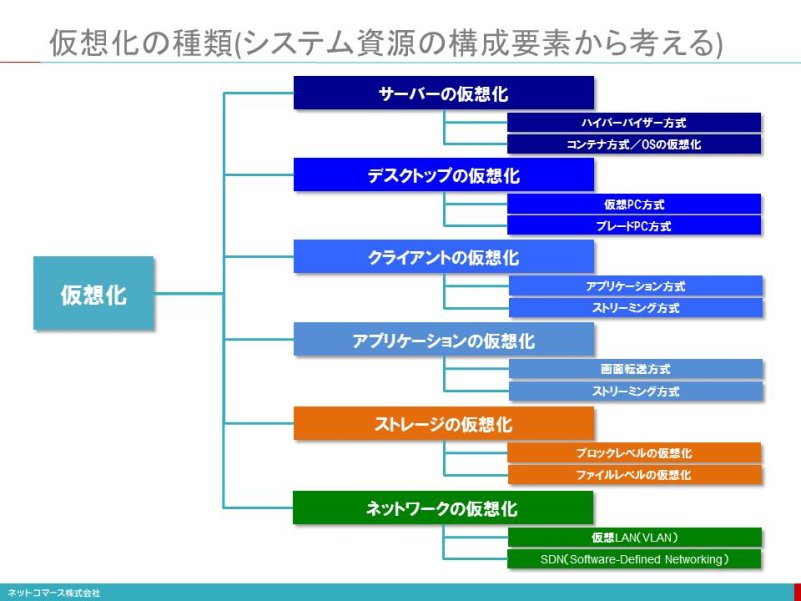 仮想化の種類(システム資源の構成要素から考える)
仮想化
サーバーの仮想化
ハイパーバイザー方式
コンテナ方式／OSの仮想化
デスクトップの仮想化
仮想PC方式
ブレードPC方式
クライアントの仮想化
アプリケーション方式
ストリーミング方式
アプリケーションの仮想化
画面転送方式
ストリーミング方式
ストレージの仮想化
ブロックレベルの仮想化
ファイルレベルの仮想化
ネットワークの仮想化
仮想LAN（VLAN）
SDN（Software-Defined Networking）
ネットコマース株式会社